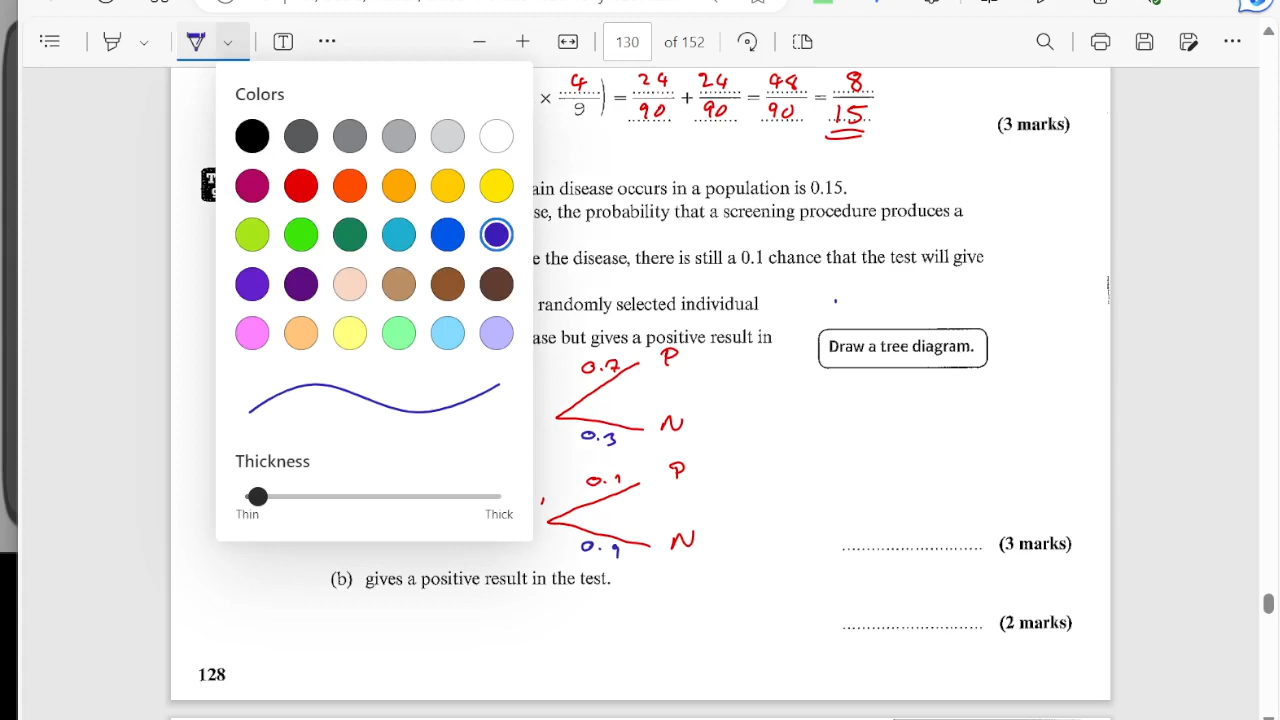 130 of 152
Colors
Thickness
Thin Thick
× 4/9) = 24/90 + 24/90 = 48/90 = 8/15
(3 marks)
ain disease occurs in a population is 0.15.
se, the probability that a screening procedure produces a
e the disease, there is still a 0.1 chance that the test will give
randomly selected individual
ase but gives a positive result in
Draw a tree diagram.
0.7 P
0.3 N
0.1 P
0.9 N
(3 marks)
(b) gives a positive result in the test.
(2 marks)
128